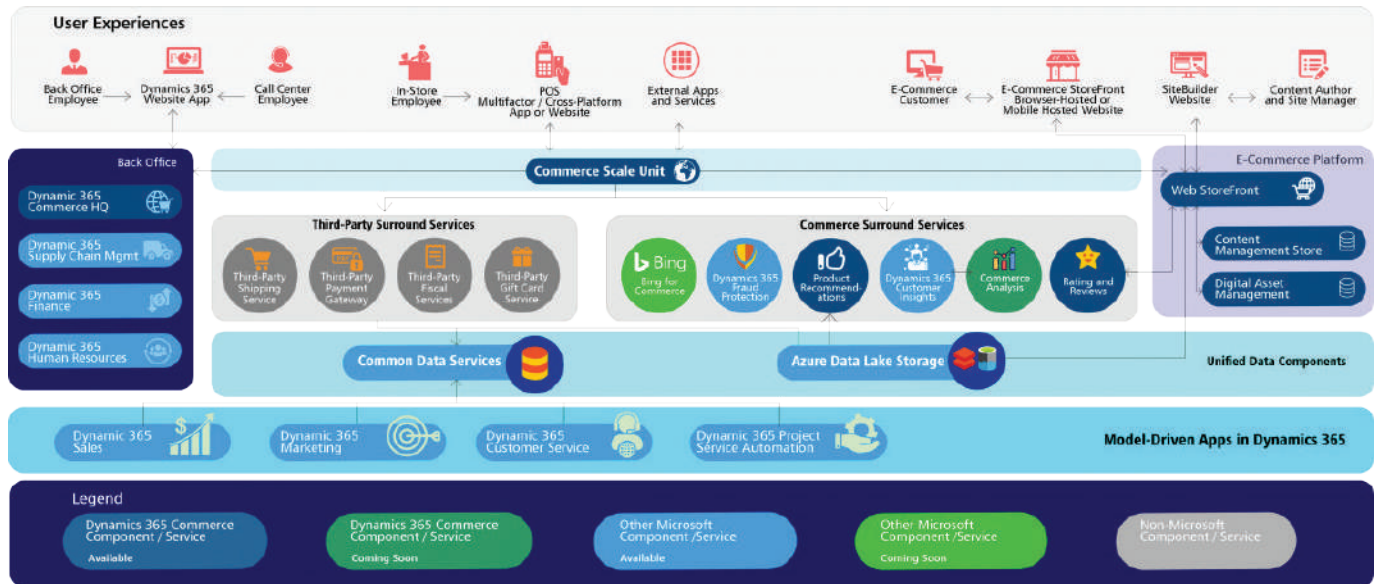 User Experiences
Back Office
Employee
Dynamics 365
Website App
Call Center
Employee
In-Store
Employee
POS
Multifactor / Cross-Platform
App or Website
External Apps
and Services
E-Commerce
Customer
E-Commerce StoreFront
Browser-Hosted or
Mobile Hosted Website
SiteBuilder
Website
Content Author
and Site Manager
Back Office
Dynamic 365
Commerce HQ
Dynamic 365
Supply Chain Mgmt
Dynamic 365
Finance
Dynamic 365
Human Resources
Commerce Scale Unit
E-Commerce Platform
Web StoreFront
Content
Management Store
Digital Asset
Management
Third-Party Surround Services
Third-Party
Shipping
Service
Third-Party
Payment
Gateway
Third-Party
Fiscal
Services
Third-Party
Gift Card
Service
Commerce Surround Services
Bing
Bing for
Commerce
Dynamics 365
Fraud
Protection
Product
Recommend-
ations
Dynamics 365
Customer
Insights
Commerce
Analysis
Rating and
Reviews
Common Data Services
Azure Data Lake Storage
Unified Data Components
Dynamic 365
Sales
Dynamic 365
Marketing
Dynamic 365
Customer Service
Dynamic 365 Project
Service Automation
Model-Driven Apps in Dynamics 365
Legend
Dynamics 365 Commerce
Component / Service
Available
Dynamics 365 Commerce
Component / Service
Coming Soon
Other Microsoft
Component /Service
Available
Other Microsoft
Component /Service
Coming Soon
Non-Microsoft
Component / Service